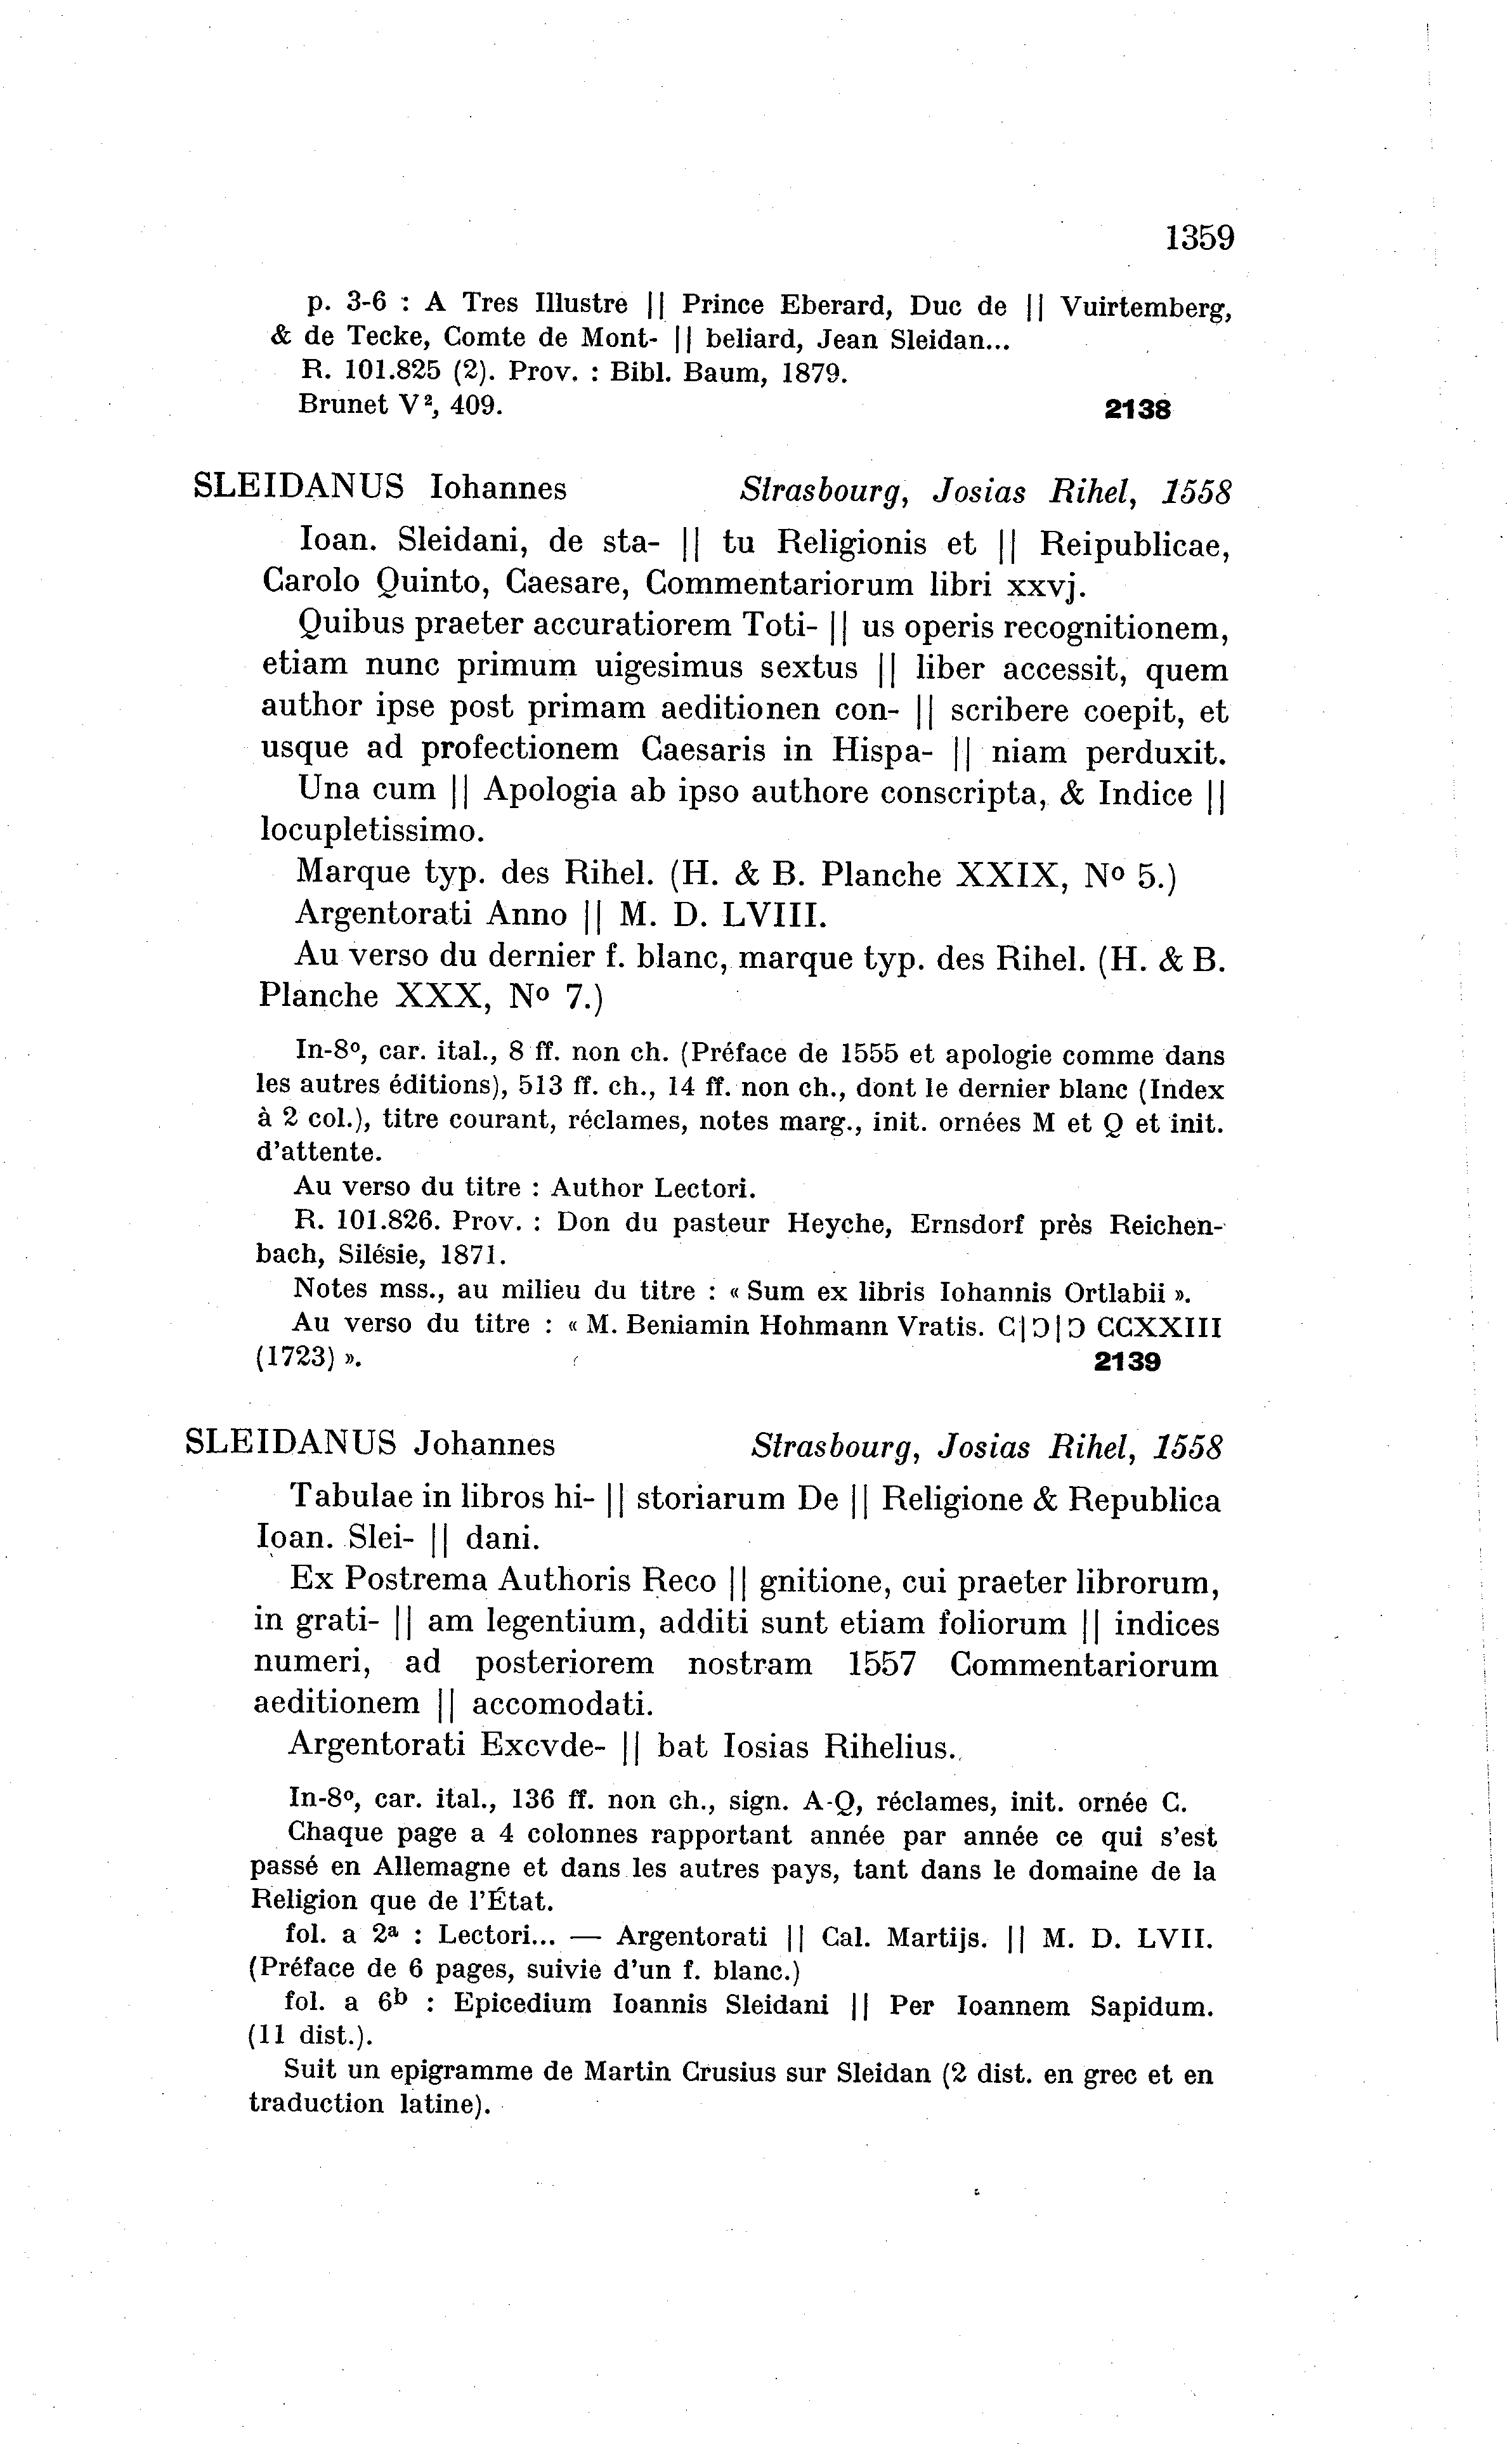 1359
p. 3-6 : A Tres Illustre || Prince Eberard, Duc de || Vuirtemberg,
& de Tecke, Comte de Mont- || beliard, Jean Sleidan...
R. 101.825 (2). Prov. : Bibl. Baum, 1879.
Brunet V², 409. 2138
SLEIDANUS Iohannes Strasbourg, Josias Rihel, 1558
Ioan. Sleidani, de sta- || tu Religionis et || Reipublicae,
Carolo Quinto, Caesare, Commentariorum libri xxvj.
Quibus praeter accuratiorem Toti- || us operis recognitionem,
etiam nunc primum uigesimus sextus || liber accessit, quem
author ipse post primam aeditionen con- || scribere coepit, et
usque ad profectionem Caesaris in Hispa- || niam perduxit.
Una cum || Apologia ab ipso authore conscripta, & Indice ||
locupletissimo.
Marque typ. des Rihel. (H. & B. Planche XXIX, Nº 5.)
Argentorati Anno || M. D. LVIII.
Au verso du dernier f. blanc, marque typ. des Rihel. (H. & B.
Planche XXX, Nº 7.)
In-8º, car. ital., 8 ff. non ch. (Préface de 1555 et apologie comme dans
les autres éditions), 513 ff. ch., 14 ff. non ch., dont le dernier blanc (Index
à 2 col.), titre courant, réclames, notes marg., init. ornées M et Q et init.
d'attente.
Au verso du titre : Author Lectori.
R. 101.826. Prov. : Don du pasteur Heyche, Ernsdorf près Reichen-
bach, Silésie, 1871.
Notes mss., au milieu du titre : « Sum ex libris Iohannis Ortlabii ».
Au verso du titre : « M. Beniamin Hohmann Vratis. C|Ɔ|Ɔ CCXXIII
(1723) ». 2139
SLEIDANUS Johannes Strasbourg, Josias Rihel, 1558
Tabulae in libros hi- || storiarum De || Religione & Republica
Ioan. Slei- || dani.
Ex Postrema Authoris Reco || gnitione, cui praeter librorum,
in grati- || am legentium, additi sunt etiam foliorum || indices
numeri, ad posteriorem nostram 1557 Commentariorum
aeditionem || accomodati.
Argentorati Excvde- || bat Iosias Rihelius.
In-8º, car. ital., 136 ff. non ch., sign. A-Q, réclames, init. ornée C.
Chaque page a 4 colonnes rapportant année par année ce qui s'est
passé en Allemagne et dans les autres pays, tant dans le domaine de la
Religion que de l'État.
fol. a 2ª : Lectori... — Argentorati || Cal. Martijs. || M. D. LVII.
(Préface de 6 pages, suivie d'un f. blanc.)
fol. a 6ᵇ : Epicedium Ioannis Sleidani || Per Ioannem Sapidum.
(11 dist.).
Suit un epigramme de Martin Crusius sur Sleidan (2 dist. en grec et en
traduction latine).